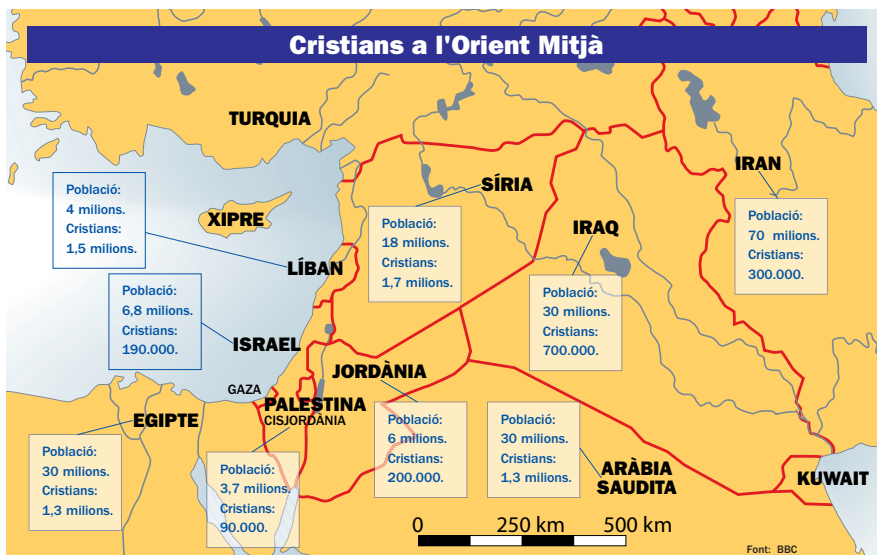 Cristians a l'Orient Mitjà
TURQUIA
IRAN
SÍRIA
Població:
4 milions.
Cristians:
1,5 milions.
XIPRE
Població:
18 milions.
Cristians:
1,7 milions.
IRAQ
Població:
70 milions.
Cristians:
300.000.
LÍBAN
Població:
6,8 milions.
Cristians:
190.000.
Població:
30 milions.
Cristians:
700.000.
ISRAEL
JORDÀNIA
GAZA
PALESTINA
CISJORDÀNIA
EGIPTE
Població:
30 milions.
Cristians:
1,3 milions.
Població:
3,7 milions.
Cristians:
90.000.
Població:
6 milions.
Cristians:
200.000.
Població:
30 milions.
Cristians:
1,3 milions.
ARÀBIA
SAUDITA
KUWAIT
0 250 km 500 km
Font: BBC